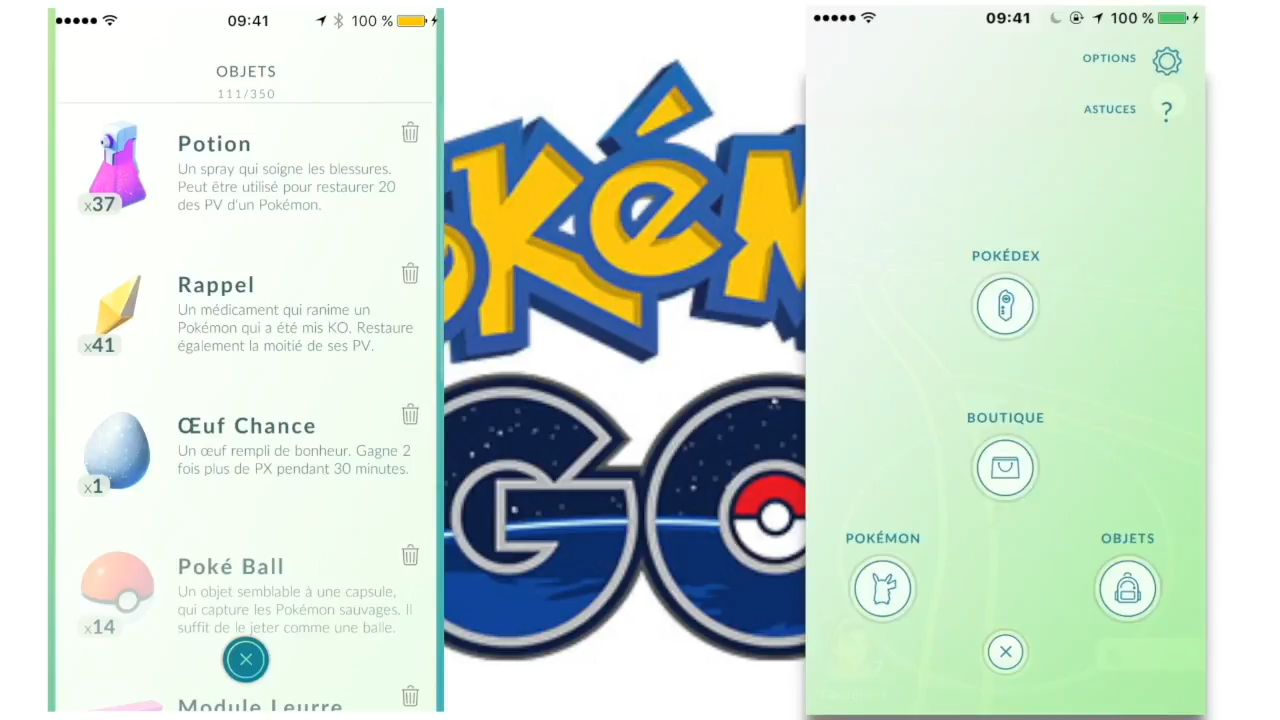 09:41
100 %
OBJETS
111/350
Potion
Un spray qui soigne les blessures.
Peut être utilisé pour restaurer 20
des PV d'un Pokémon.
x37
Rappel
Un médicament qui ranime un
Pokémon qui a été mis KO. Restaure
également la moitié de ses PV.
x41
Œuf Chance
Un œuf rempli de bonheur. Gagne 2
fois plus de PX pendant 30 minutes.
x1
Poké Ball
Un objet semblable à une capsule,
qui capture les Pokémon sauvages. Il
suffit de le jeter comme une balle.
x14
Module Leurre
okém
GO
09:41
100 %
OPTIONS
ASTUCES
?
POKÉDEX
BOUTIQUE
POKÉMON
OBJETS